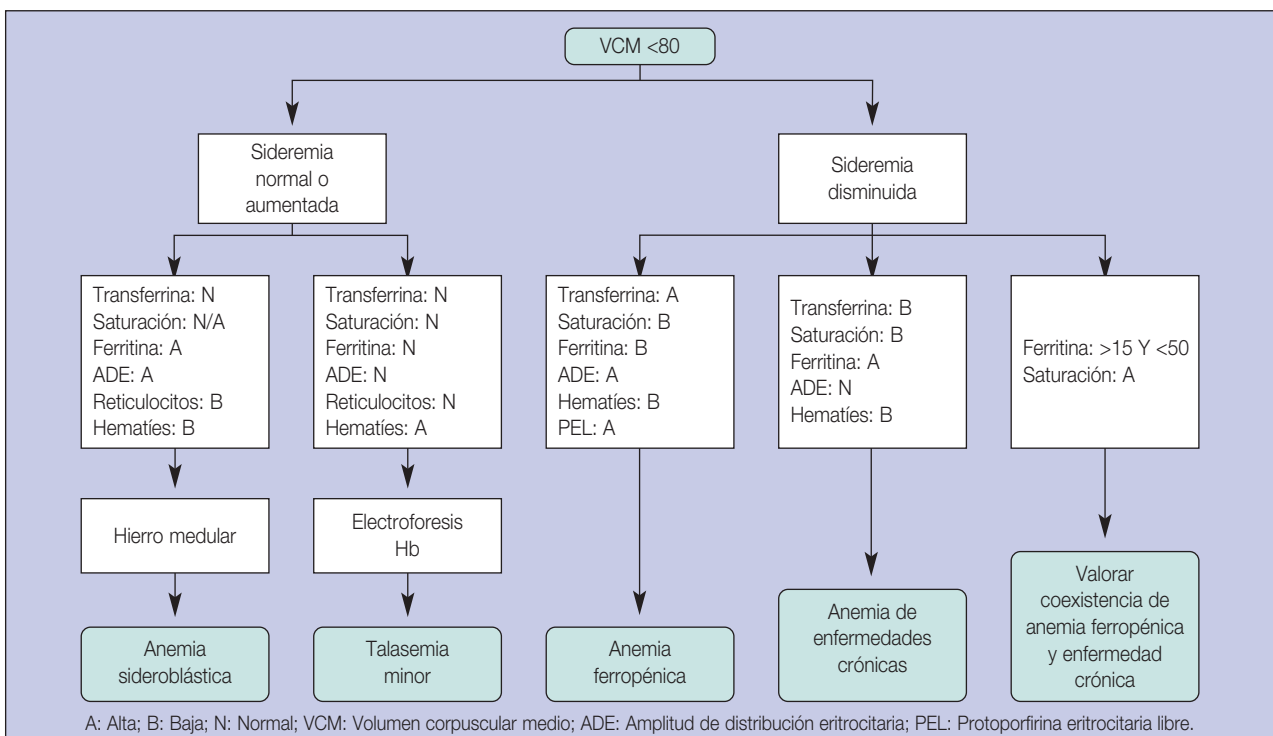 VCM <80
Sideremia
normal o
aumentada
Sideremia
disminuida
Transferrina: N
Saturación: N/A
Ferritina: A
ADE: A
Reticulocitos: B
Hematíes: B
Transferrina: N
Saturación: N
Ferritina: N
ADE: N
Reticulocitos: N
Hematíes: A
Transferrina: A
Saturación: B
Ferritina: B
ADE: A
Hematíes: B
PEL: A
Transferrina: B
Saturación: B
Ferritina: A
ADE: N
Hematíes: B
Ferritina: >15 Y <50
Saturación: A
Hierro medular
Electroforesis
Hb
Anemia
sideroblástica
Talasemia
minor
Anemia
ferropénica
Anemia de
enfermedades
crónicas
Valorar
coexistencia de
anemia ferropénica
y enfermedad
crónica
A: Alta; B: Baja; N: Normal; VCM: Volumen corpuscular medio; ADE: Amplitud de distribución eritrocitaria; PEL: Protoporfirina eritrocitaria libre.